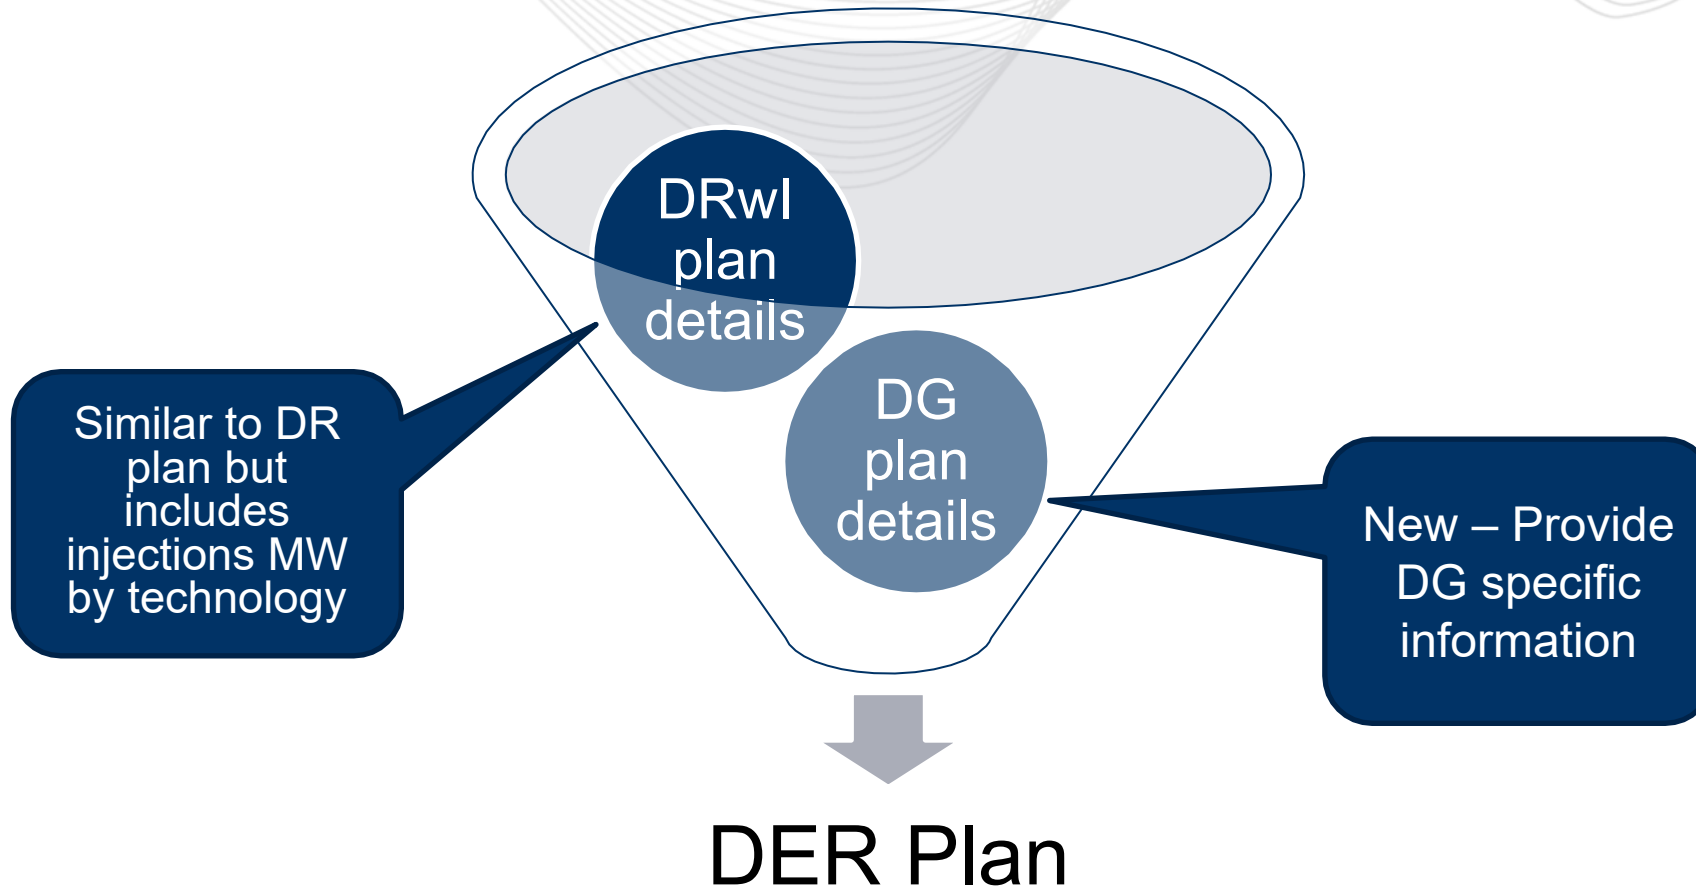 DRwI
plan
details
DG
plan
details
Similar to DR
plan but
includes
injections MW
by technology
New – Provide
DG specific
information
DER Plan